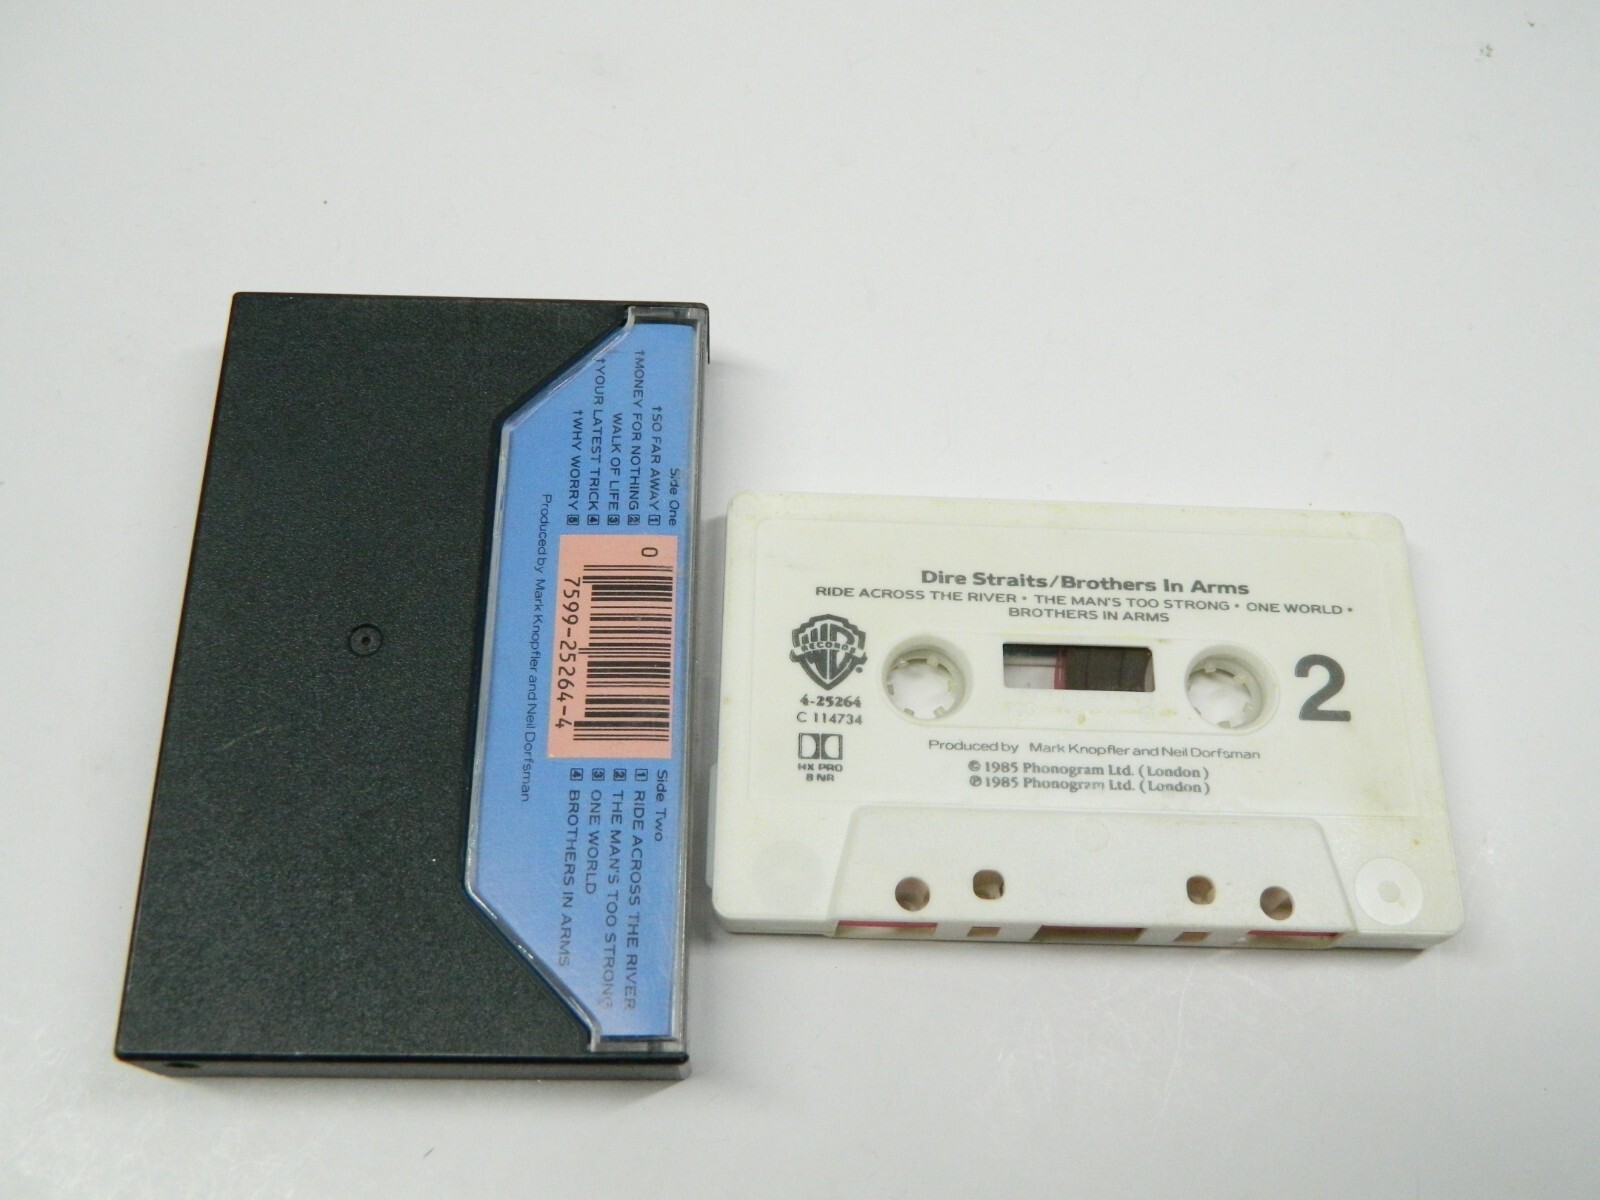 Side One
†SO FAR AWAY 1
†MONEY FOR NOTHING 2
WALK OF LIFE 3
†YOUR LATEST TRICK 4
†WHY WORRY 5
Produced by Mark Knopfler and Neil Dorfsman
0
7599-25264-4
Side Two
1 RIDE ACROSS THE RIVER
2 THE MAN'S TOO STRONG
3 ONE WORLD
4 BROTHERS IN ARMS
Dire Straits/Brothers In Arms
RIDE ACROSS THE RIVER • THE MAN'S TOO STRONG • ONE WORLD •
BROTHERS IN ARMS
WB
RECORDS
®
4-25264
C 114734
HX PRO
B NR
2
Produced by Mark Knopfler and Neil Dorfsman
© 1985 Phonogram Ltd. (London)
℗ 1985 Phonogram Ltd. (London)